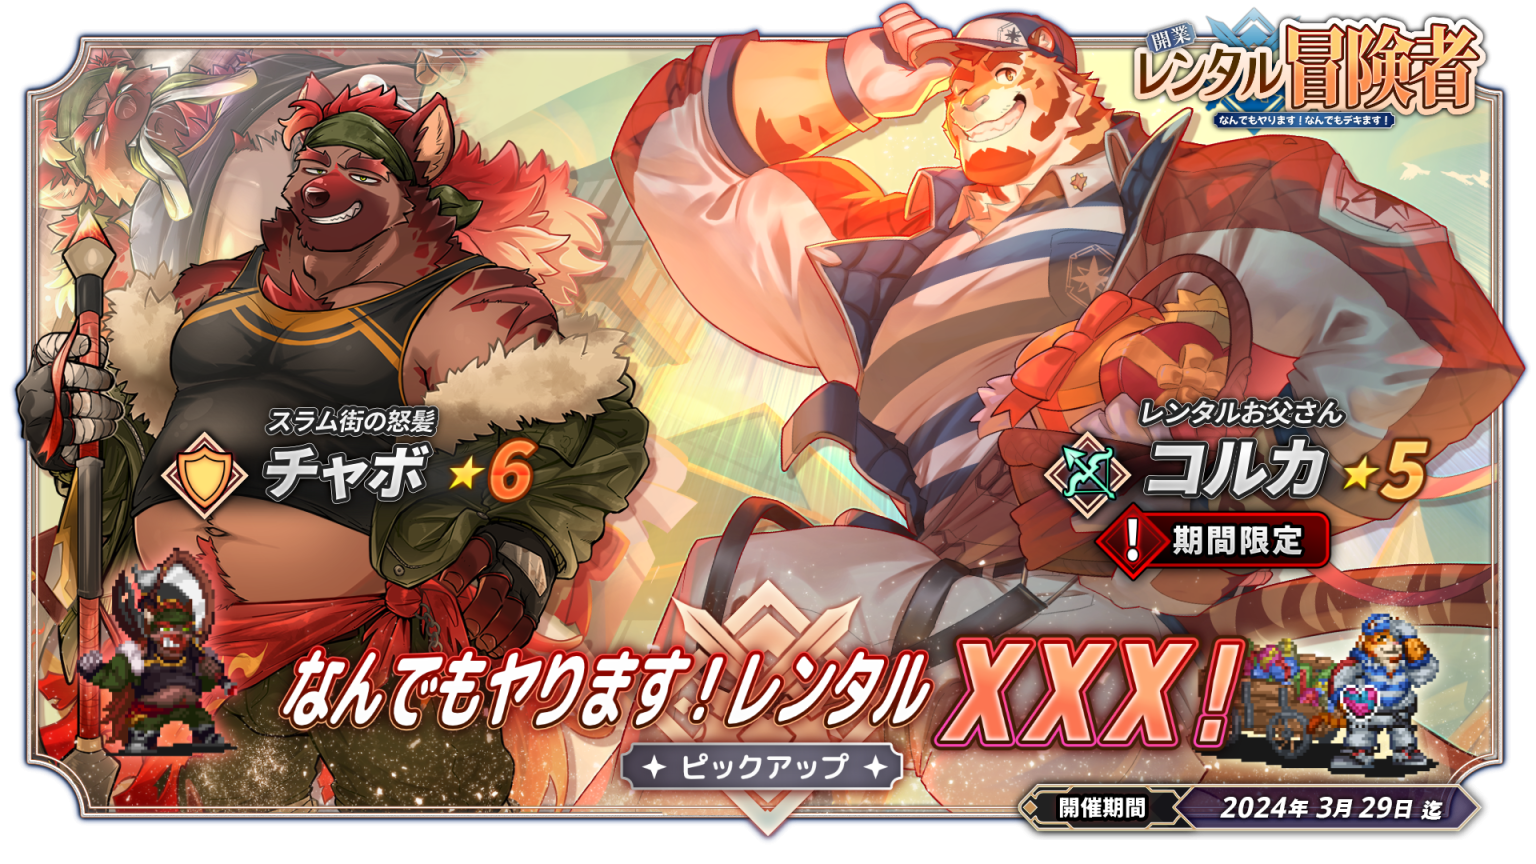 開業
レンタル冒険者
なんでもやります！なんでもデキます！
スラム街の怒髪
チャボ ★6
レンタルお父さん
コルカ ★5
! 期間限定
なんでもヤります！レンタルXXX！
ピックアップ
開催期間 2024年 3月 29日 迄